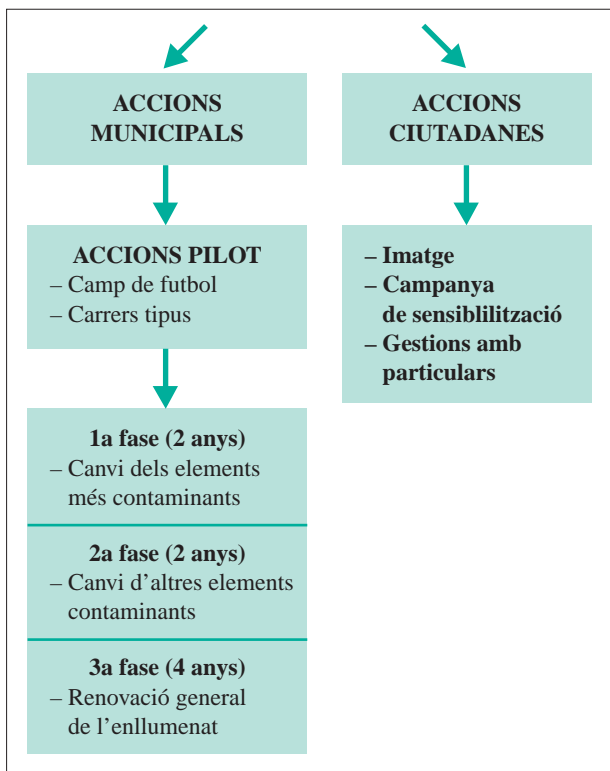 ACCIONS
MUNICIPALS
ACCIONS PILOT
– Camp de futbol
– Carrers tipus
1a fase (2 anys)
– Canvi dels elements
més contaminants
2a fase (2 anys)
– Canvi d’altres elements
contaminants
3a fase (4 anys)
– Renovació general
de l’enllumenat
ACCIONS
CIUTADANES
– Imatge
– Campanya
de sensiblilització
– Gestions amb
particulars